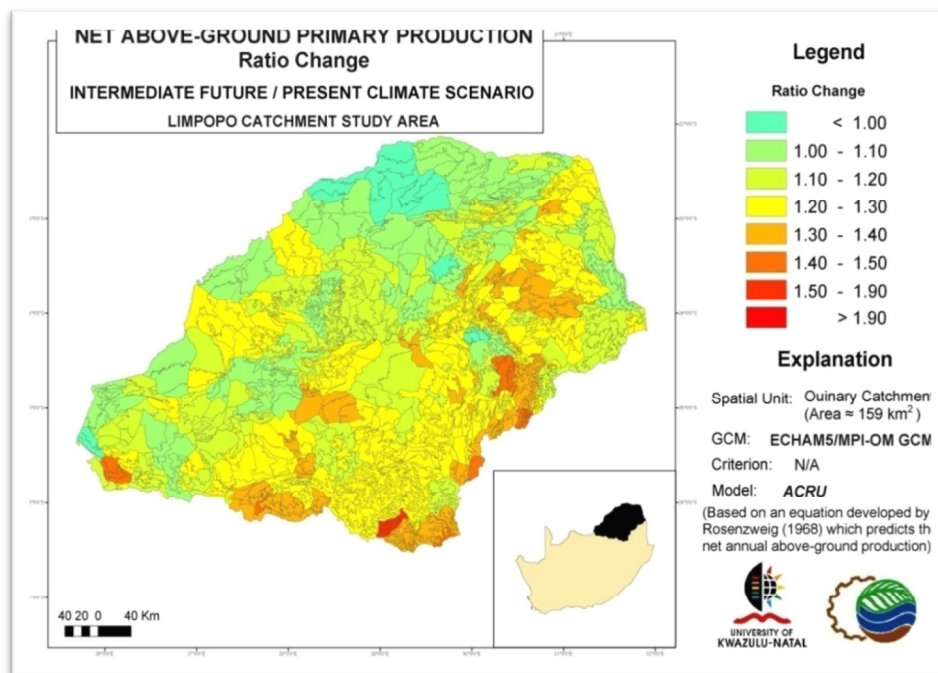 NET ABOVE-GROUND PRIMARY PRODUCTION
Ratio Change
INTERMEDIATE FUTURE / PRESENT CLIMATE SCENARIO
LIMPOPO CATCHMENT STUDY AREA
Legend
Ratio Change
< 1.00
1.00 - 1.10
1.10 - 1.20
1.20 - 1.30
1.30 - 1.40
1.40 - 1.50
1.50 - 1.90
> 1.90
Explanation
Spatial Unit: Quinary Catchmen
(Area ≈ 159 km²)
GCM: ECHAM5/MPI-OM GCM
Criterion: N/A
Model: ACRU
(Based on an equation developed by
Rosenzweig (1968) which predicts th
net annual above-ground production)
UNIVERSITY OF
KWAZULU-NATAL
40 20 0 40 Km